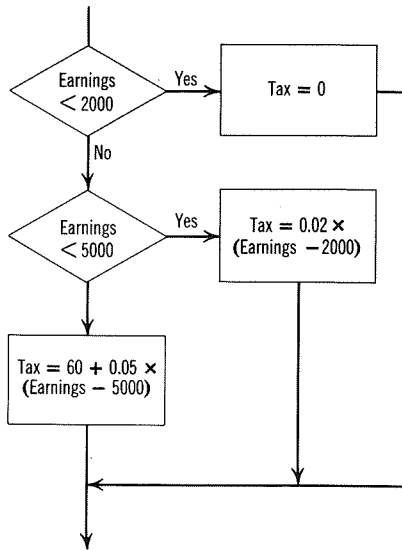 Earnings
< 2000
Yes
Tax = 0
No
Earnings
< 5000
Yes
Tax = 0.02 ×
(Earnings − 2000)
Tax = 60 + 0.05 ×
(Earnings − 5000)